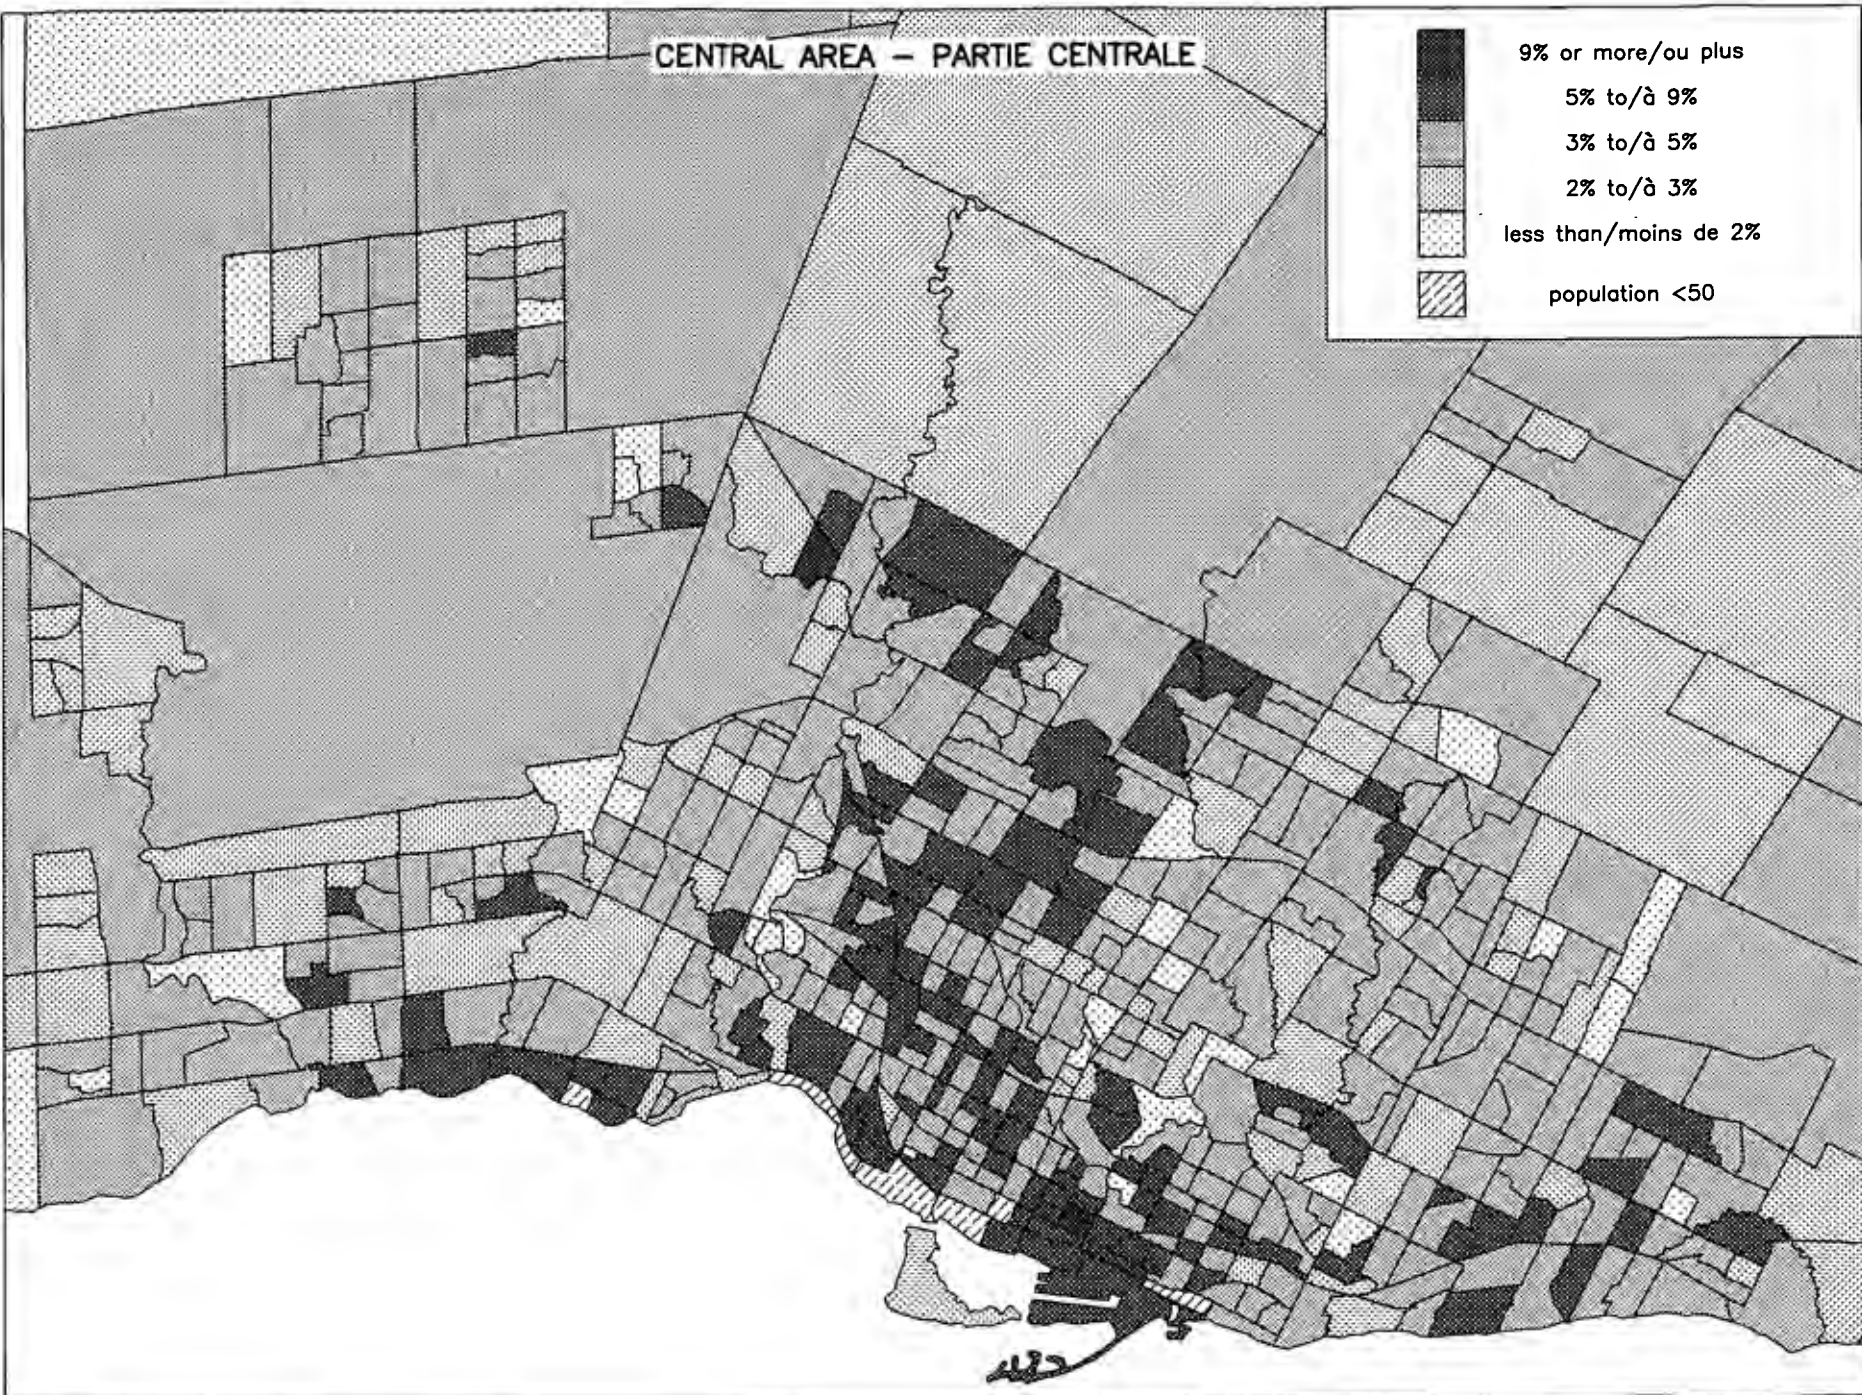 CENTRAL AREA – PARTIE CENTRALE
9% or more/ou plus
5% to/à 9%
3% to/à 5%
2% to/à 3%
less than/moins de 2%
population <50